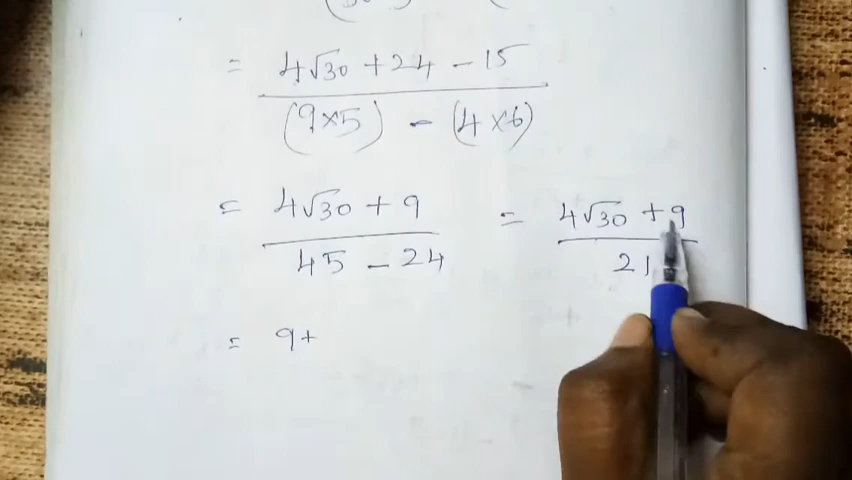 = 4√30 + 24 - 15
(9×5) - (4×6)
= 4√30 + 9 = 4√30 + 9
45 - 24 21
= 9+